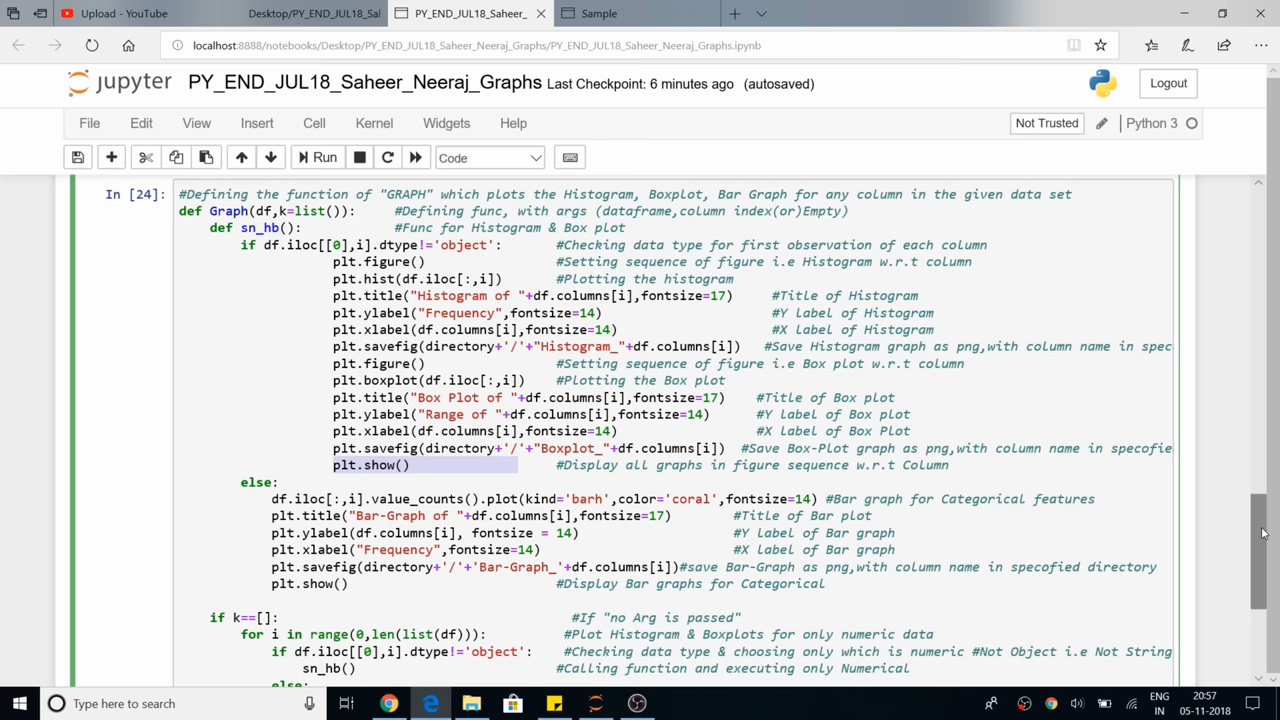 Upload - YouTube
Desktop/PY_END_JUL18_Sal
PY_END_JUL18_Saheer_
Sample
localhost:8888/notebooks/Desktop/PY_END_JUL18_Saheer_Neeraj_Graphs/PY_END_JUL18_Saheer_Neeraj_Graphs.ipynb
jupyter PY_END_JUL18_Saheer_Neeraj_Graphs Last Checkpoint: 6 minutes ago (autosaved)
Logout
File Edit View Insert Cell Kernel Widgets Help
Not Trusted Python 3
Run Code
In [24]: #Defining the function of "GRAPH" which plots the Histogram, Boxplot, Bar Graph for any column in the given data set
def Graph(df,k=list()): #Defining func, with args (dataframe,column index(or)Empty)
def sn_hb(): #Func for Histogram & Box plot
if df.iloc[[0],i].dtype!='object': #Checking data type for first observation of each column
plt.figure() #Setting sequence of figure i.e Histogram w.r.t column
plt.hist(df.iloc[:,i]) #Plotting the histogram
plt.title("Histogram of "+df.columns[i],fontsize=17) #Title of Histogram
plt.ylabel("Frequency",fontsize=14) #Y label of Histogram
plt.xlabel(df.columns[i],fontsize=14) #X label of Histogram
plt.savefig(directory+'/'+"Histogram_"+df.columns[i]) #Save Histogram graph as png,with column name in spec
plt.figure() #Setting sequence of figure i.e Box plot w.r.t column
plt.boxplot(df.iloc[:,i]) #Plotting the Box plot
plt.title("Box Plot of "+df.columns[i],fontsize=17) #Title of Box plot
plt.ylabel("Range of "+df.columns[i],fontsize=14) #Y label of Box plot
plt.xlabel(df.columns[i],fontsize=14) #X label of Box Plot
plt.savefig(directory+'/'+"Boxplot_"+df.columns[i]) #Save Box-Plot graph as png,with column name in specofied
plt.show() #Display all graphs in figure sequence w.r.t Column
else:
df.iloc[:,i].value_counts().plot(kind='barh',color='coral',fontsize=14) #Bar graph for Categorical features
plt.title("Bar-Graph of "+df.columns[i],fontsize=17) #Title of Bar plot
plt.ylabel(df.columns[i], fontsize = 14) #Y label of Bar graph
plt.xlabel("Frequency",fontsize=14) #X label of Bar graph
plt.savefig(directory+'/'+'Bar-Graph_'+df.columns[i])#save Bar-Graph as png,with column name in specofied directory
plt.show() #Display Bar graphs for Categorical
if k==[]: #If "no Arg is passed"
for i in range(0,len(list(df))): #Plot Histogram & Boxplots for only numeric data
if df.iloc[[0],i].dtype!='object': #Checking data type & choosing only which is numeric #Not Object i.e Not String
sn_hb() #Calling function and executing only Numerical
else:
Type here to search
ENG
IN
20:57
05-11-2018